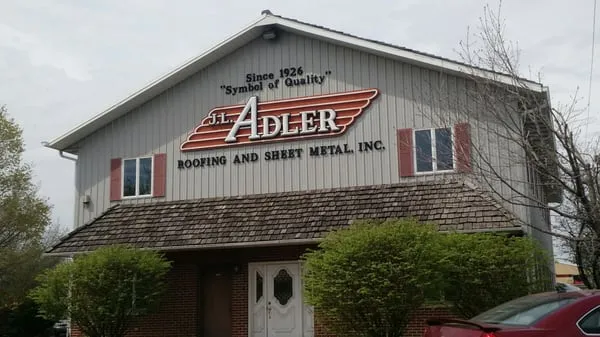 Since 1926
"Symbol of Quality"
J.L. ADLER
ROOFING AND SHEET METAL, INC.